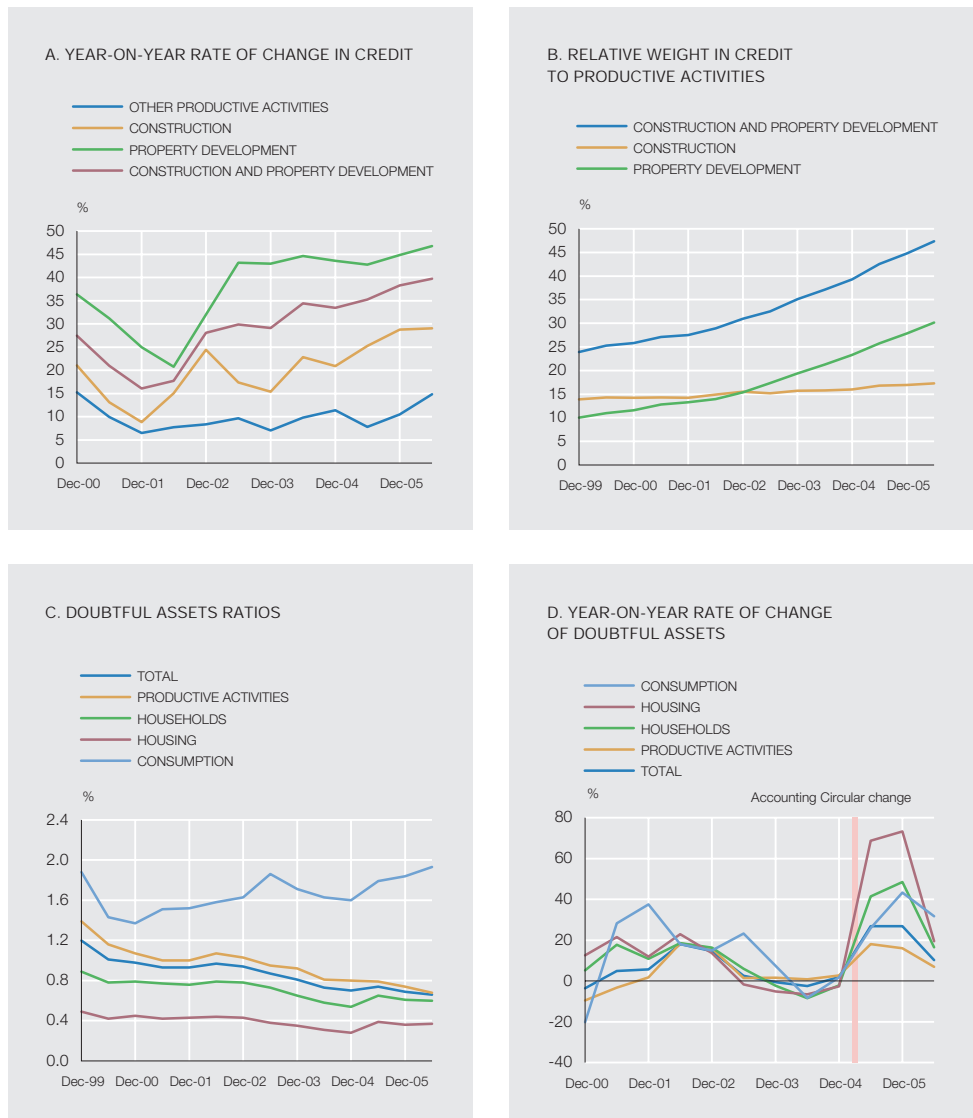 A. YEAR-ON-YEAR RATE OF CHANGE IN CREDIT
OTHER PRODUCTIVE ACTIVITIES
CONSTRUCTION
PROPERTY DEVELOPMENT
CONSTRUCTION AND PROPERTY DEVELOPMENT
%
50
45
40
35
30
25
20
15
10
5
0
Dec-00 Dec-01 Dec-02 Dec-03 Dec-04 Dec-05
B. RELATIVE WEIGHT IN CREDIT
TO PRODUCTIVE ACTIVITIES
CONSTRUCTION AND PROPERTY DEVELOPMENT
CONSTRUCTION
PROPERTY DEVELOPMENT
%
50
45
40
35
30
25
20
15
10
5
0
Dec-99 Dec-00 Dec-01 Dec-02 Dec-03 Dec-04 Dec-05
C. DOUBTFUL ASSETS RATIOS
TOTAL
PRODUCTIVE ACTIVITIES
HOUSEHOLDS
HOUSING
CONSUMPTION
%
2.4
2.0
1.6
1.2
0.8
0.4
0.0
Dec-99 Dec-00 Dec-01 Dec-02 Dec-03 Dec-04 Dec-05
D. YEAR-ON-YEAR RATE OF CHANGE
OF DOUBTFUL ASSETS
CONSUMPTION
HOUSING
HOUSEHOLDS
PRODUCTIVE ACTIVITIES
TOTAL
% Accounting Circular change
80
60
40
20
0
-20
-40
Dec-00 Dec-01 Dec-02 Dec-03 Dec-04 Dec-05